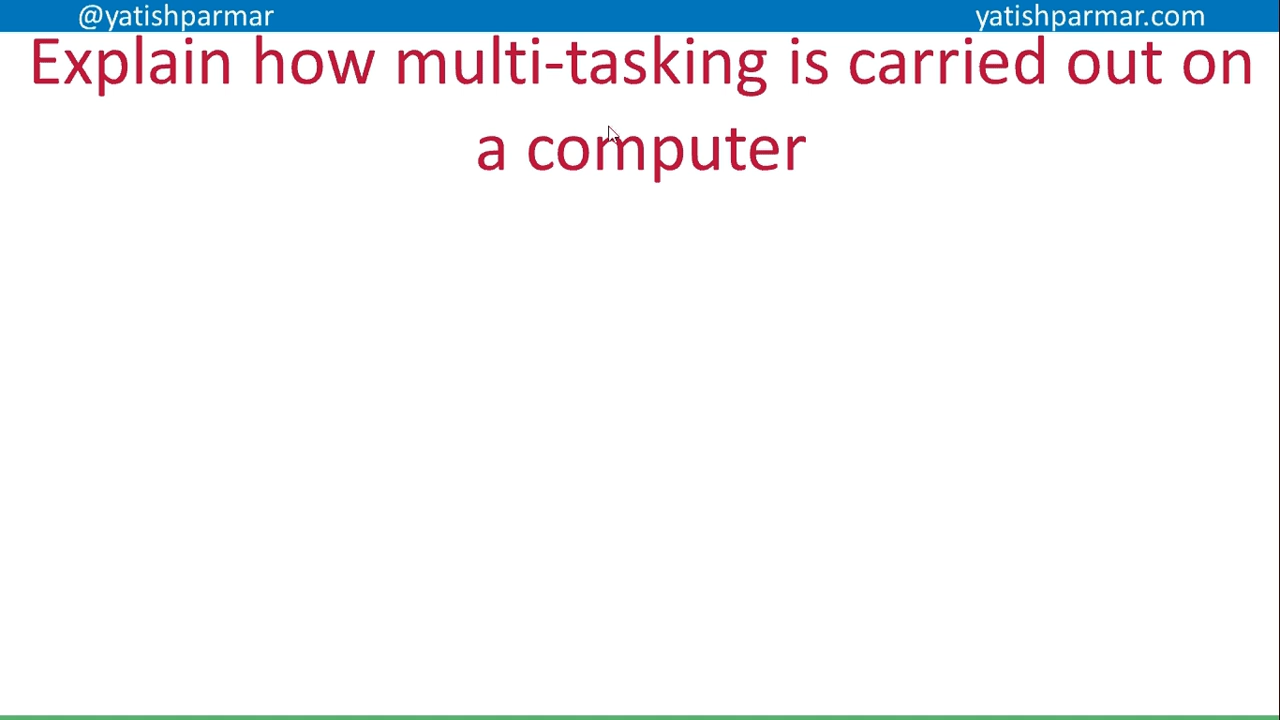 @yatishparmar
yatishparmar.com
Explain how multi-tasking is carried out on
a computer